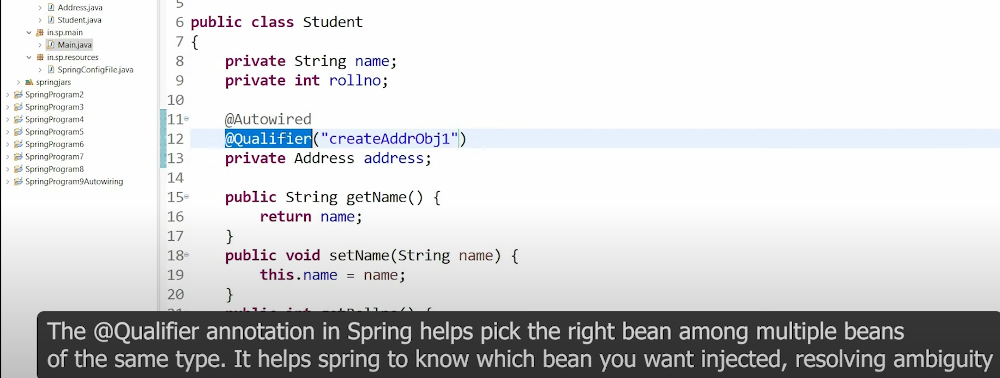 Address.java
Student.java
in.sp.main
Main.java
in.sp.resources
SpringConfigFile.java
springjars
SpringProgram2
SpringProgram3
SpringProgram4
SpringProgram5
SpringProgram6
SpringProgram7
SpringProgram8
SpringProgram9Autowiring
5
6 public class Student
7 {
8 private String name;
9 private int rollno;
10
11 @Autowired
12 @Qualifier("createAddrObj1")
13 private Address address;
14
15 public String getName() {
16 return name;
17 }
18 public void setName(String name) {
19 this.name = name;
20 }
21 public int getRollno() {
The @Qualifier annotation in Spring helps pick the right bean among multiple beans
of the same type. It helps spring to know which bean you want injected, resolving ambiguity